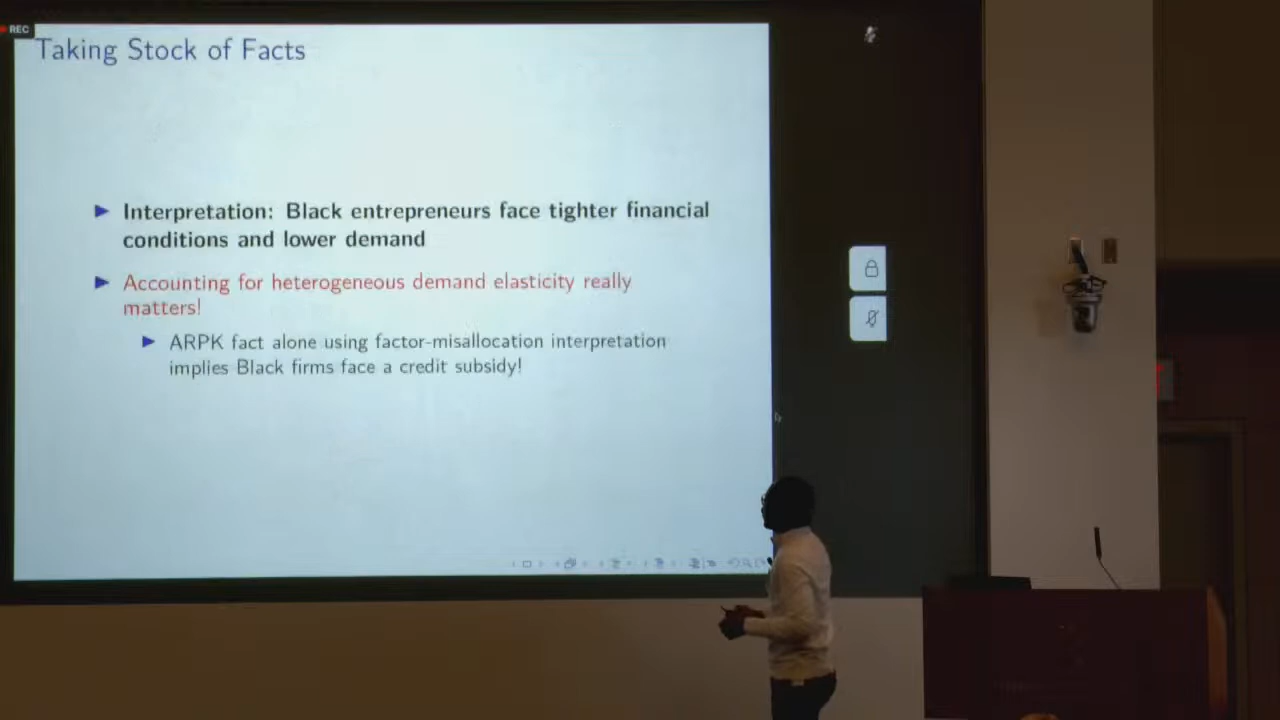 REC
Taking Stock of Facts
Interpretation: Black entrepreneurs face tighter financial
conditions and lower demand
Accounting for heterogeneous demand elasticity really
matters!
ARPK fact alone using factor-misallocation interpretation
implies Black firms face a credit subsidy!